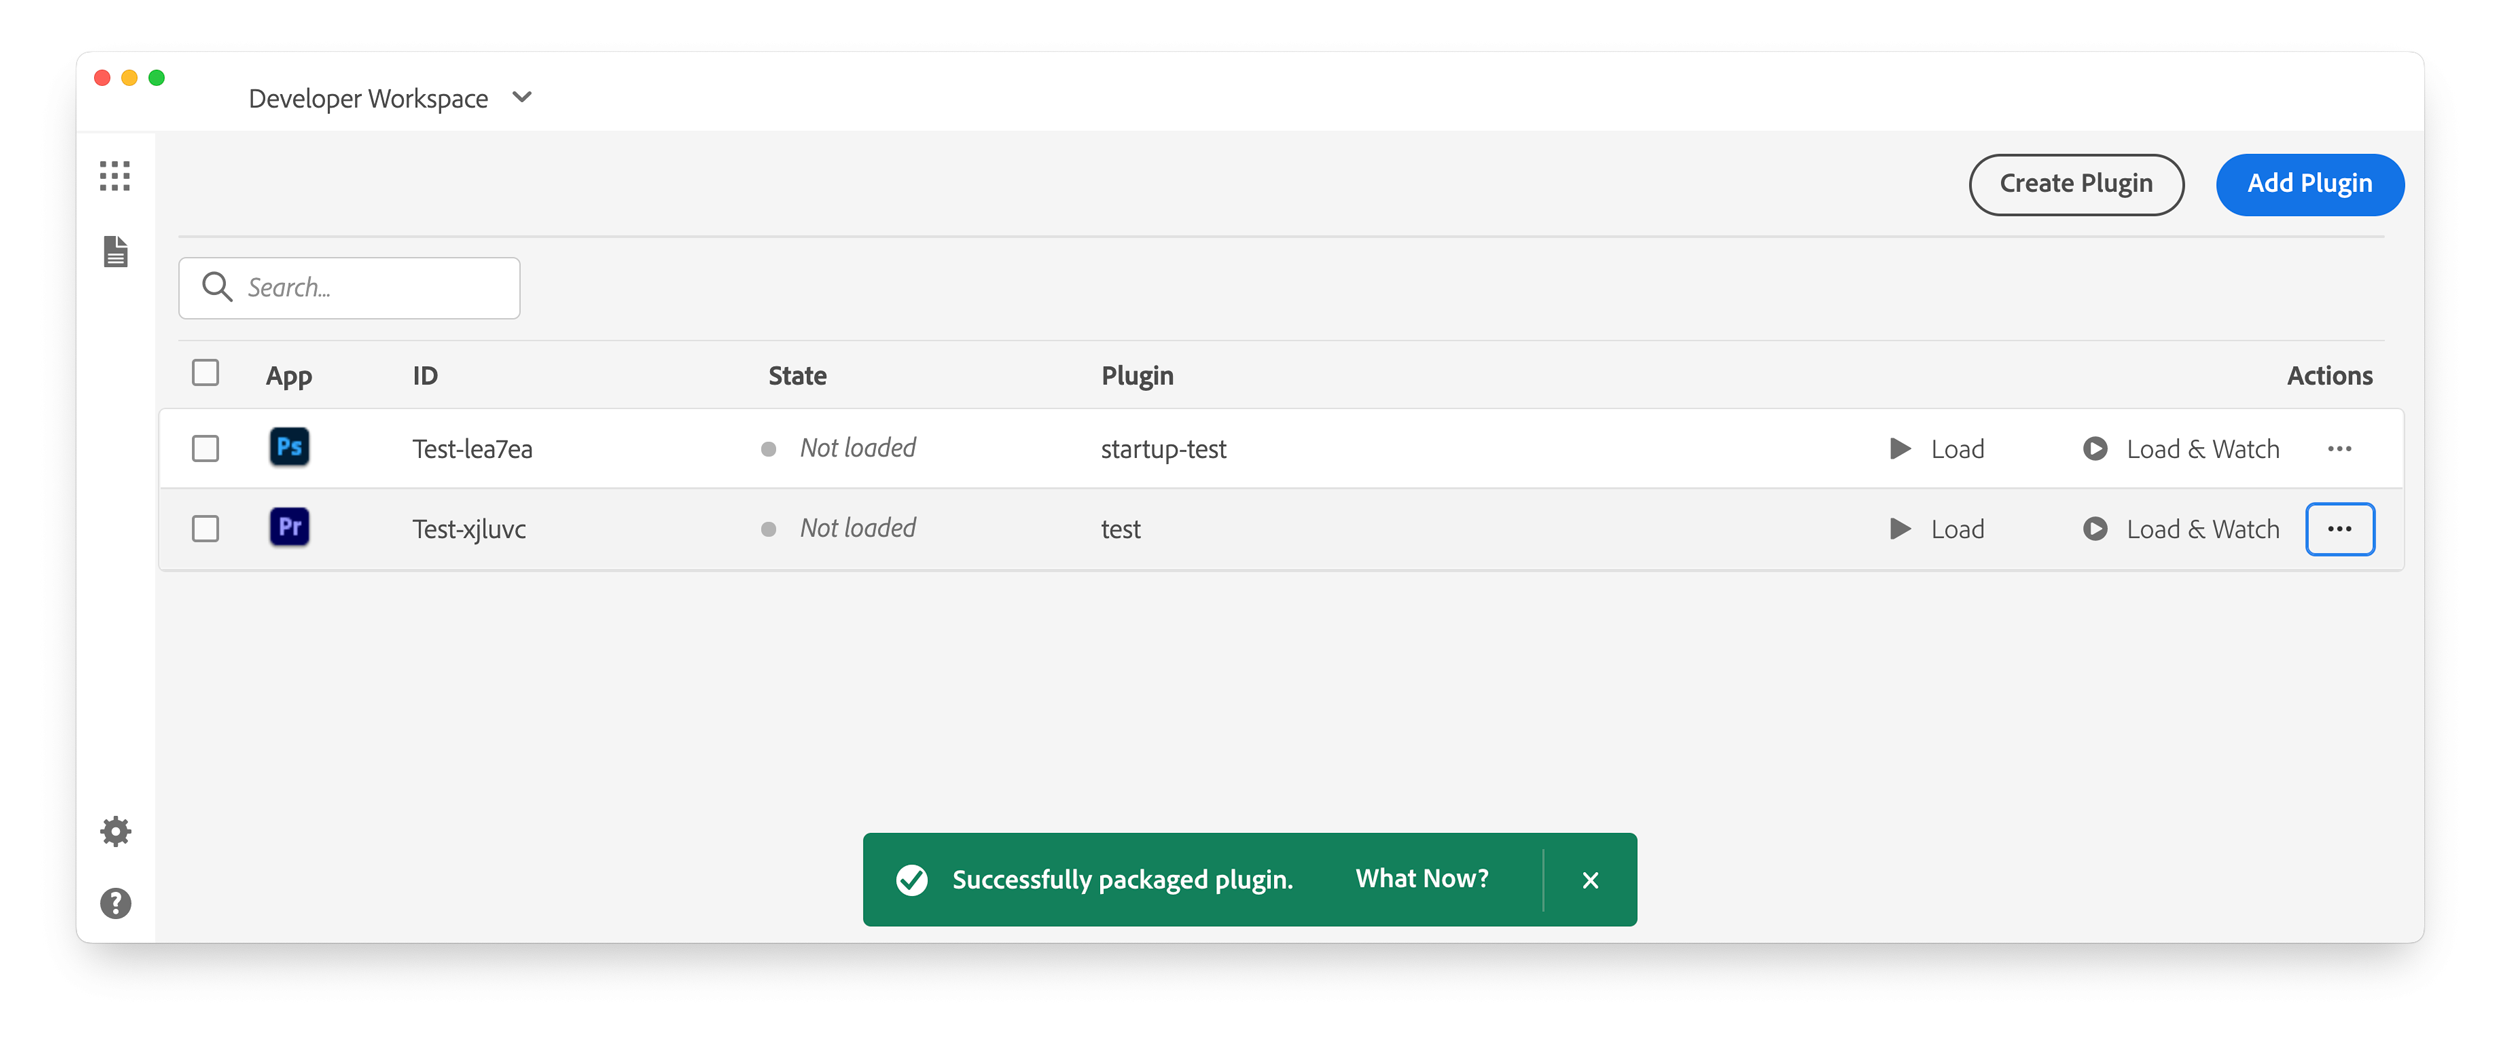 Developer Workspace
Create Plugin
Add Plugin
Search...
App ID State Plugin Actions
Ps Test-lea7ea Not loaded startup-test Load Load & Watch
Pr Test-xjluvc Not loaded test Load Load & Watch
Successfully packaged plugin. What Now?